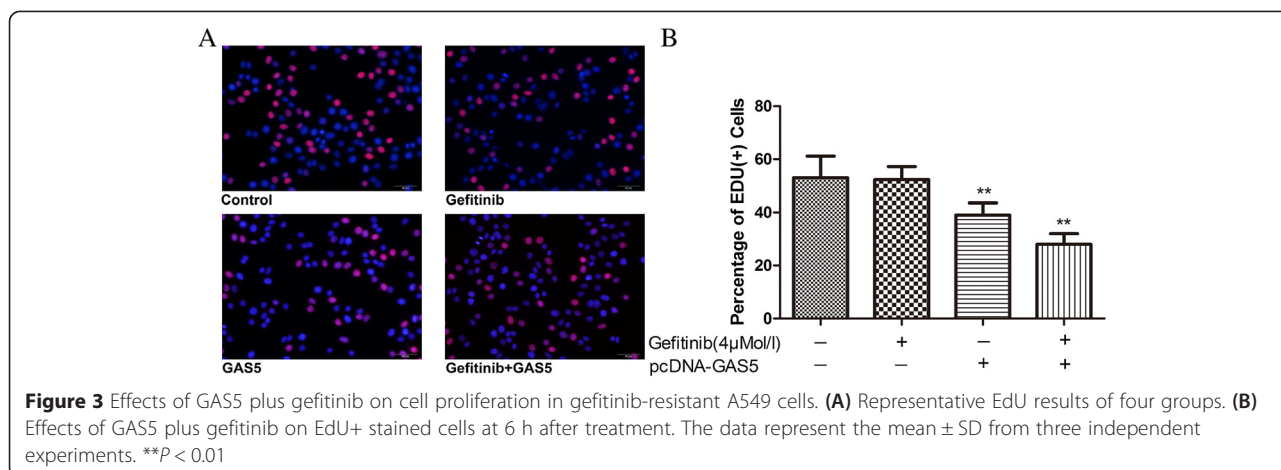 A
B
Control
Gefitinib
GAS5
Gefitinib+GAS5
Percentage of EDU(+) Cells
80
60
40
20
0
**
**
Gefitinib(4μMol/l) − + − +
pcDNA-GAS5 − − + +
Figure 3 Effects of GAS5 plus gefitinib on cell proliferation in gefitinib-resistant A549 cells. (A) Representative EdU results of four groups. (B)
Effects of GAS5 plus gefitinib on EdU+ stained cells at 6 h after treatment. The data represent the mean ± SD from three independent
experiments. **P < 0.01